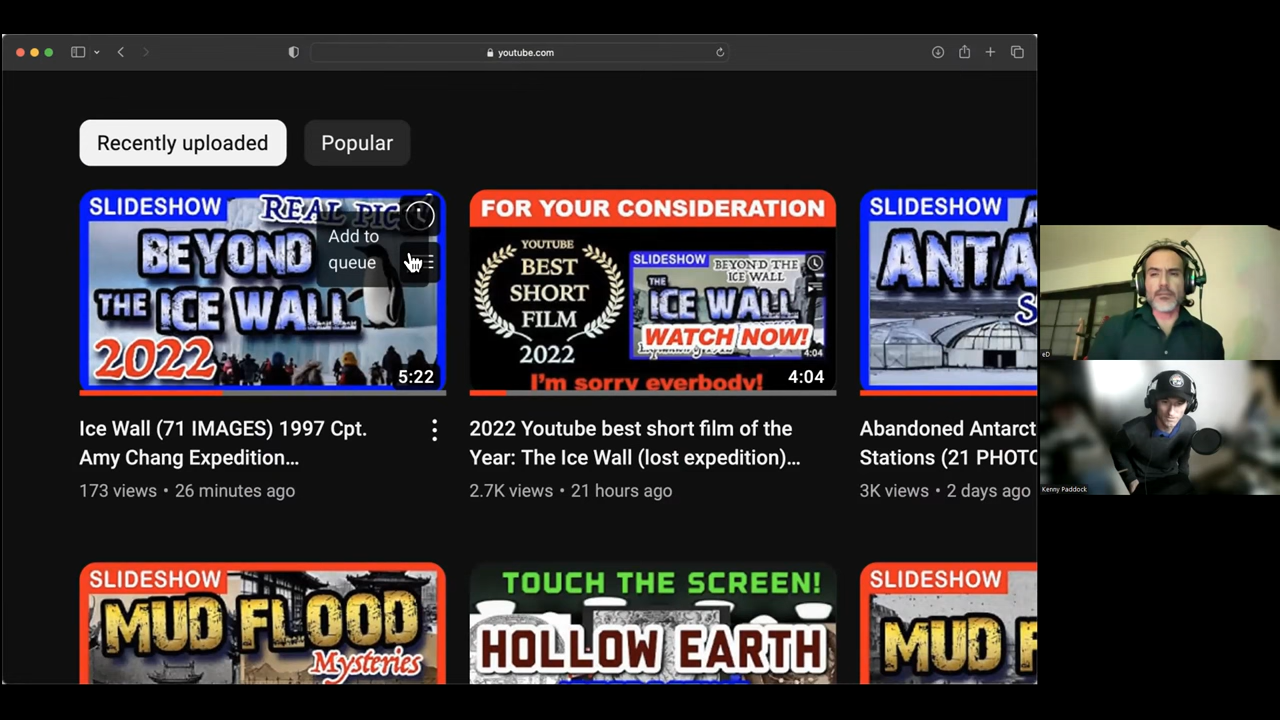 youtube.com
Recently uploaded
Popular
SLIDESHOW
REAL PIC
BEYOND
THE ICE WALL
2022
Add to
queue
5:22
FOR YOUR CONSIDERATION
YOUTUBE
BEST
SHORT
FILM
2022
SLIDESHOW
BEYOND THE
ICE WALL
THE
ICE WALL
WATCH NOW!
4:04
I'm sorry everbody!
4:04
SLIDESHOW
ANTA
S
Ice Wall (71 IMAGES) 1997 Cpt.
Amy Chang Expedition...
173 views • 26 minutes ago
2022 Youtube best short film of the
Year: The Ice Wall (lost expedition)...
2.7K views • 21 hours ago
Abandoned Antarct
Stations (21 PHOTO
3K views • 2 days ago
SLIDESHOW
MUD FLOOD
Mysteries
TOUCH THE SCREEN!
HOLLOW EARTH
SLIDESHOW
MUD F
eD
Kenny Paddock